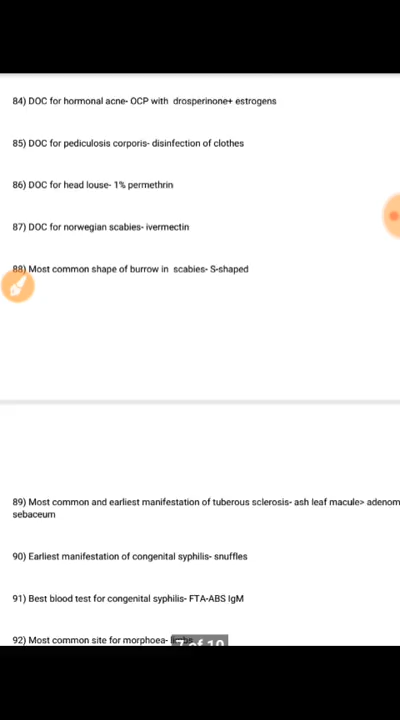 84) DOC for hormonal acne- OCP with drosperinone+ estrogens
85) DOC for pediculosis corporis- disinfection of clothes
86) DOC for head louse- 1% permethrin
87) DOC for norwegian scabies- ivermectin
88) Most common shape of burrow in scabies- S-shaped
89) Most common and earliest manifestation of tuberous sclerosis- ash leaf macule> adenom
sebaceum
90) Earliest manifestation of congenital syphilis- snuffles
91) Best blood test for congenital syphilis- FTA-ABS IgM
92) Most common site for morphoea- limbs
7 of 10